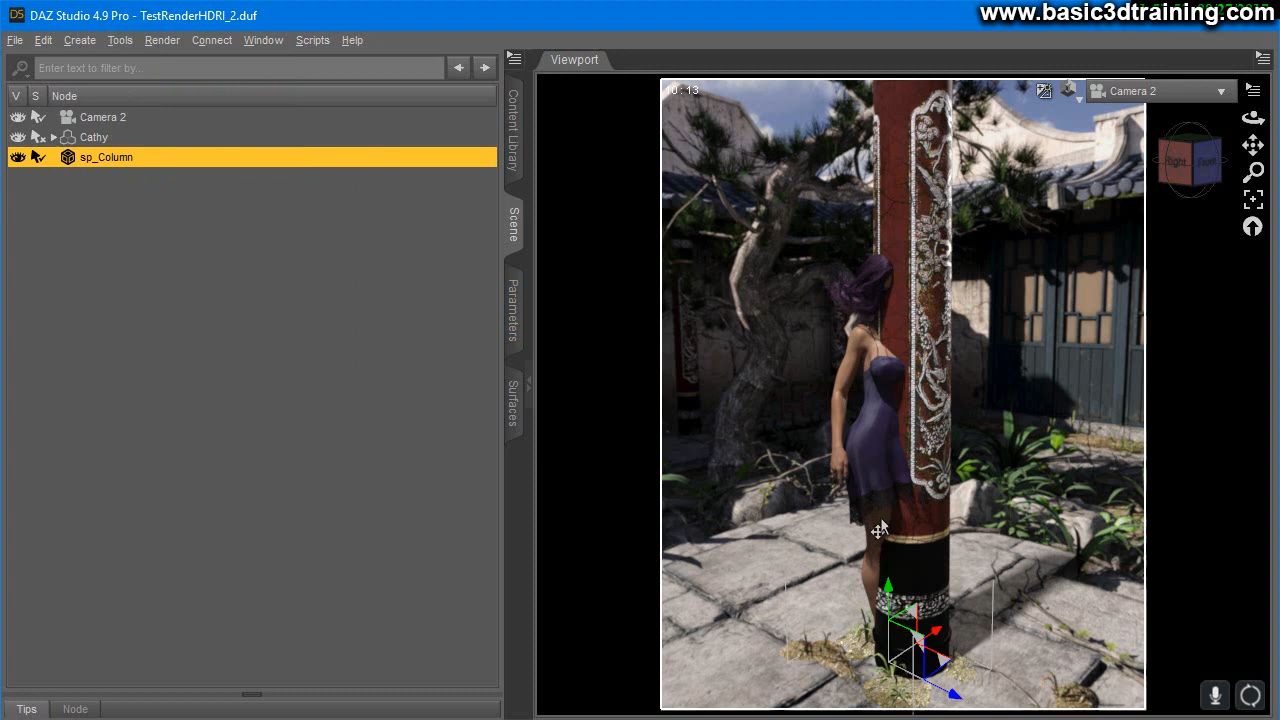 DAZ Studio 4.9 Pro - TestRenderHDRI_2.duf
www.basic3dtraining.com
File Edit Create Tools Render Connect Window Scripts Help
Enter text to filter by...
Viewport
V S Node
Camera 2
Cathy
sp_Column
Content Library
Scene
Parameters
Surfaces
Camera 2
Right
Front
Tips Node